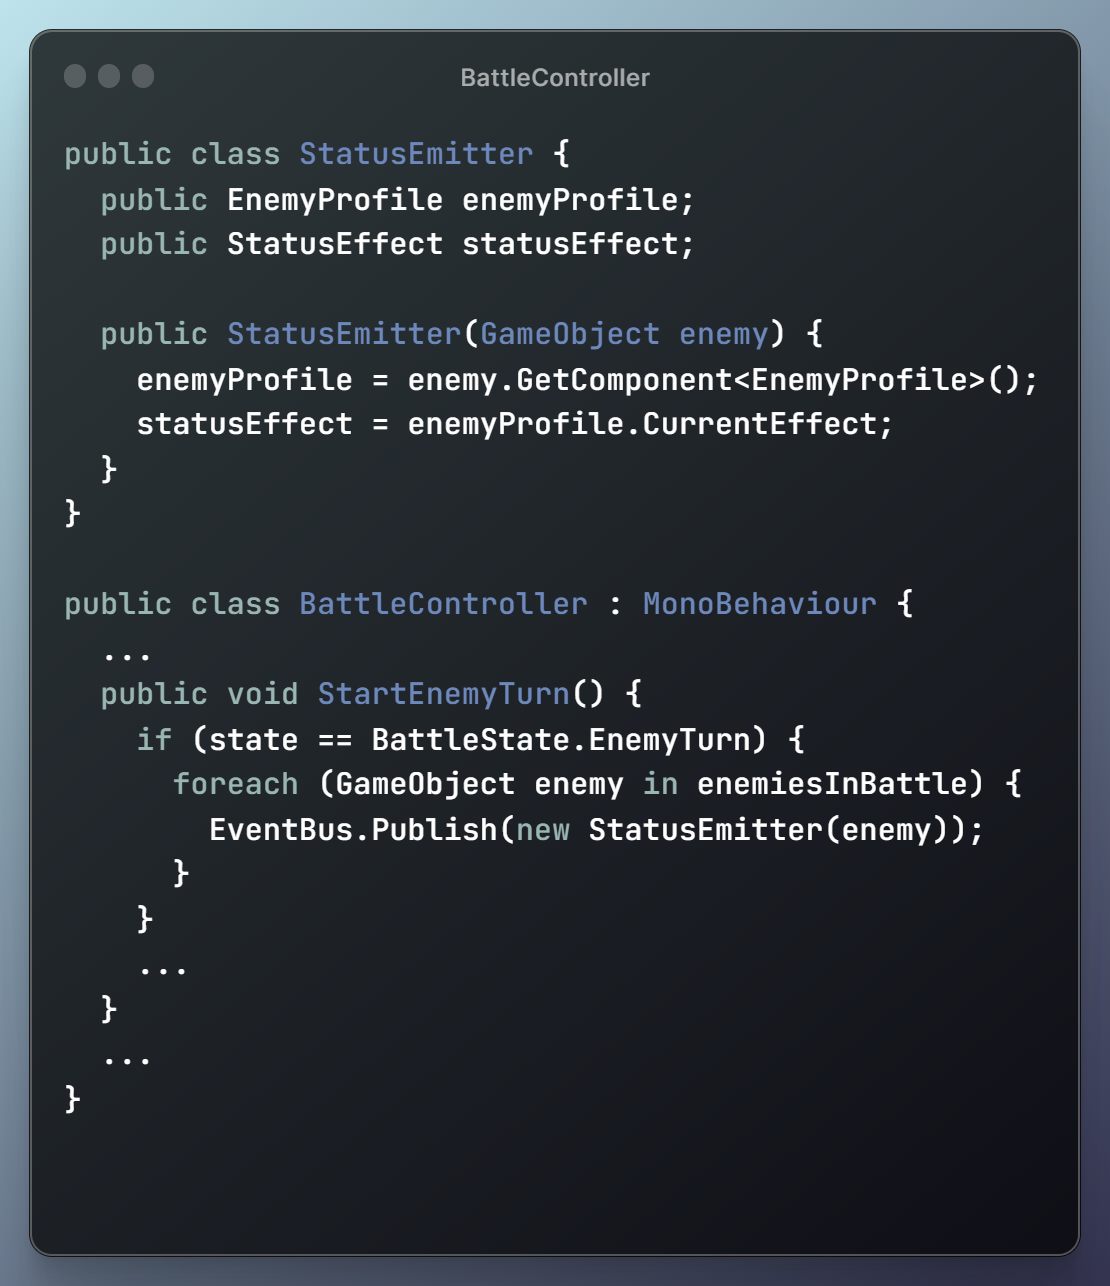 BattleController
public class StatusEmitter {
  public EnemyProfile enemyProfile;
  public StatusEffect statusEffect;

  public StatusEmitter(GameObject enemy) {
    enemyProfile = enemy.GetComponent<EnemyProfile>();
    statusEffect = enemyProfile.CurrentEffect;
  }
}

public class BattleController : MonoBehaviour {
  ...
  public void StartEnemyTurn() {
    if (state == BattleState.EnemyTurn) {
      foreach (GameObject enemy in enemiesInBattle) {
        EventBus.Publish(new StatusEmitter(enemy));
      }
    }
    ...
  }
  ...
}